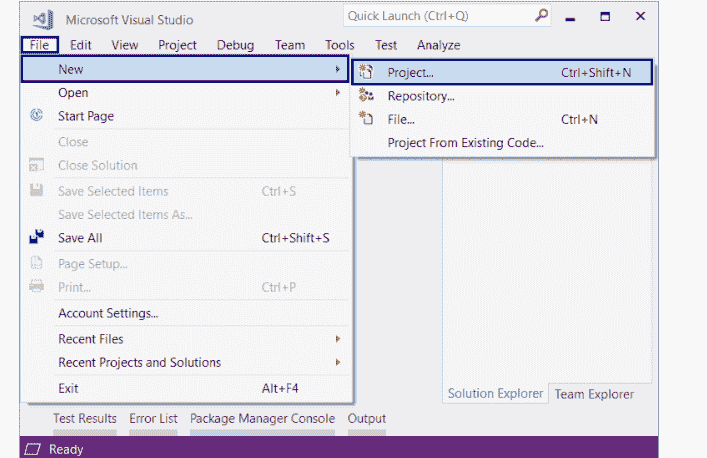 Microsoft Visual Studio
Quick Launch (Ctrl+Q)
File Edit View Project Debug Team Tools Test Analyze
New
Open
Start Page
Close
Close Solution
Save Selected Items Ctrl+S
Save Selected Items As...
Save All Ctrl+Shift+S
Page Setup...
Print... Ctrl+P
Account Settings...
Recent Files
Recent Projects and Solutions
Exit Alt+F4
Project... Ctrl+Shift+N
Repository...
File... Ctrl+N
Project From Existing Code...
Solution Explorer Team Explorer
Test Results Error List Package Manager Console Output
Ready